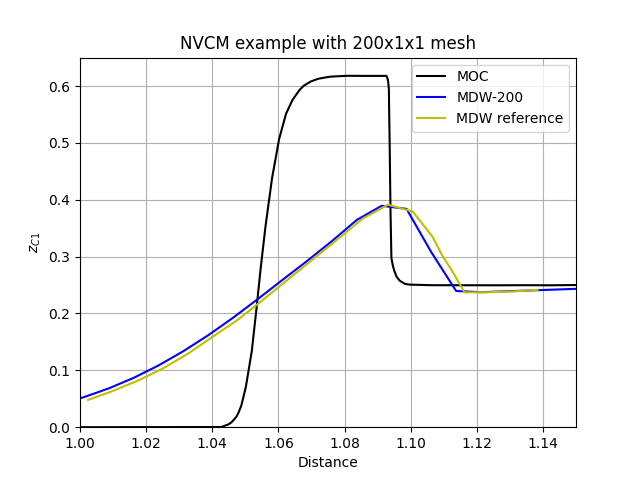 NVCM example with 200x1x1 mesh
MOC
MDW-200
MDW reference
z_{C1}
0.6
0.5
0.4
0.3
0.2
0.1
0.0
1.00 1.02 1.04 1.06 1.08 1.10 1.12 1.14
Distance